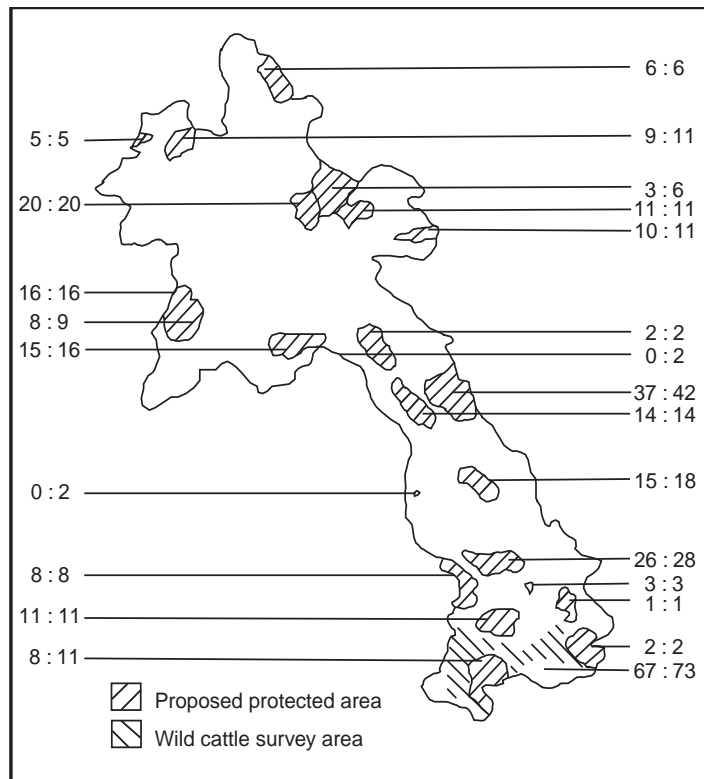 6 : 6
5 : 5
9 : 11
3 : 6
20 : 20
11 : 11
10 : 11
16 : 16
8 : 9
2 : 2
15 : 16
0 : 2
37 : 42
14 : 14
15 : 18
0 : 2
26 : 28
8 : 8
3 : 3
1 : 1
11 : 11
2 : 2
8 : 11
67 : 73
Proposed protected area
Wild cattle survey area